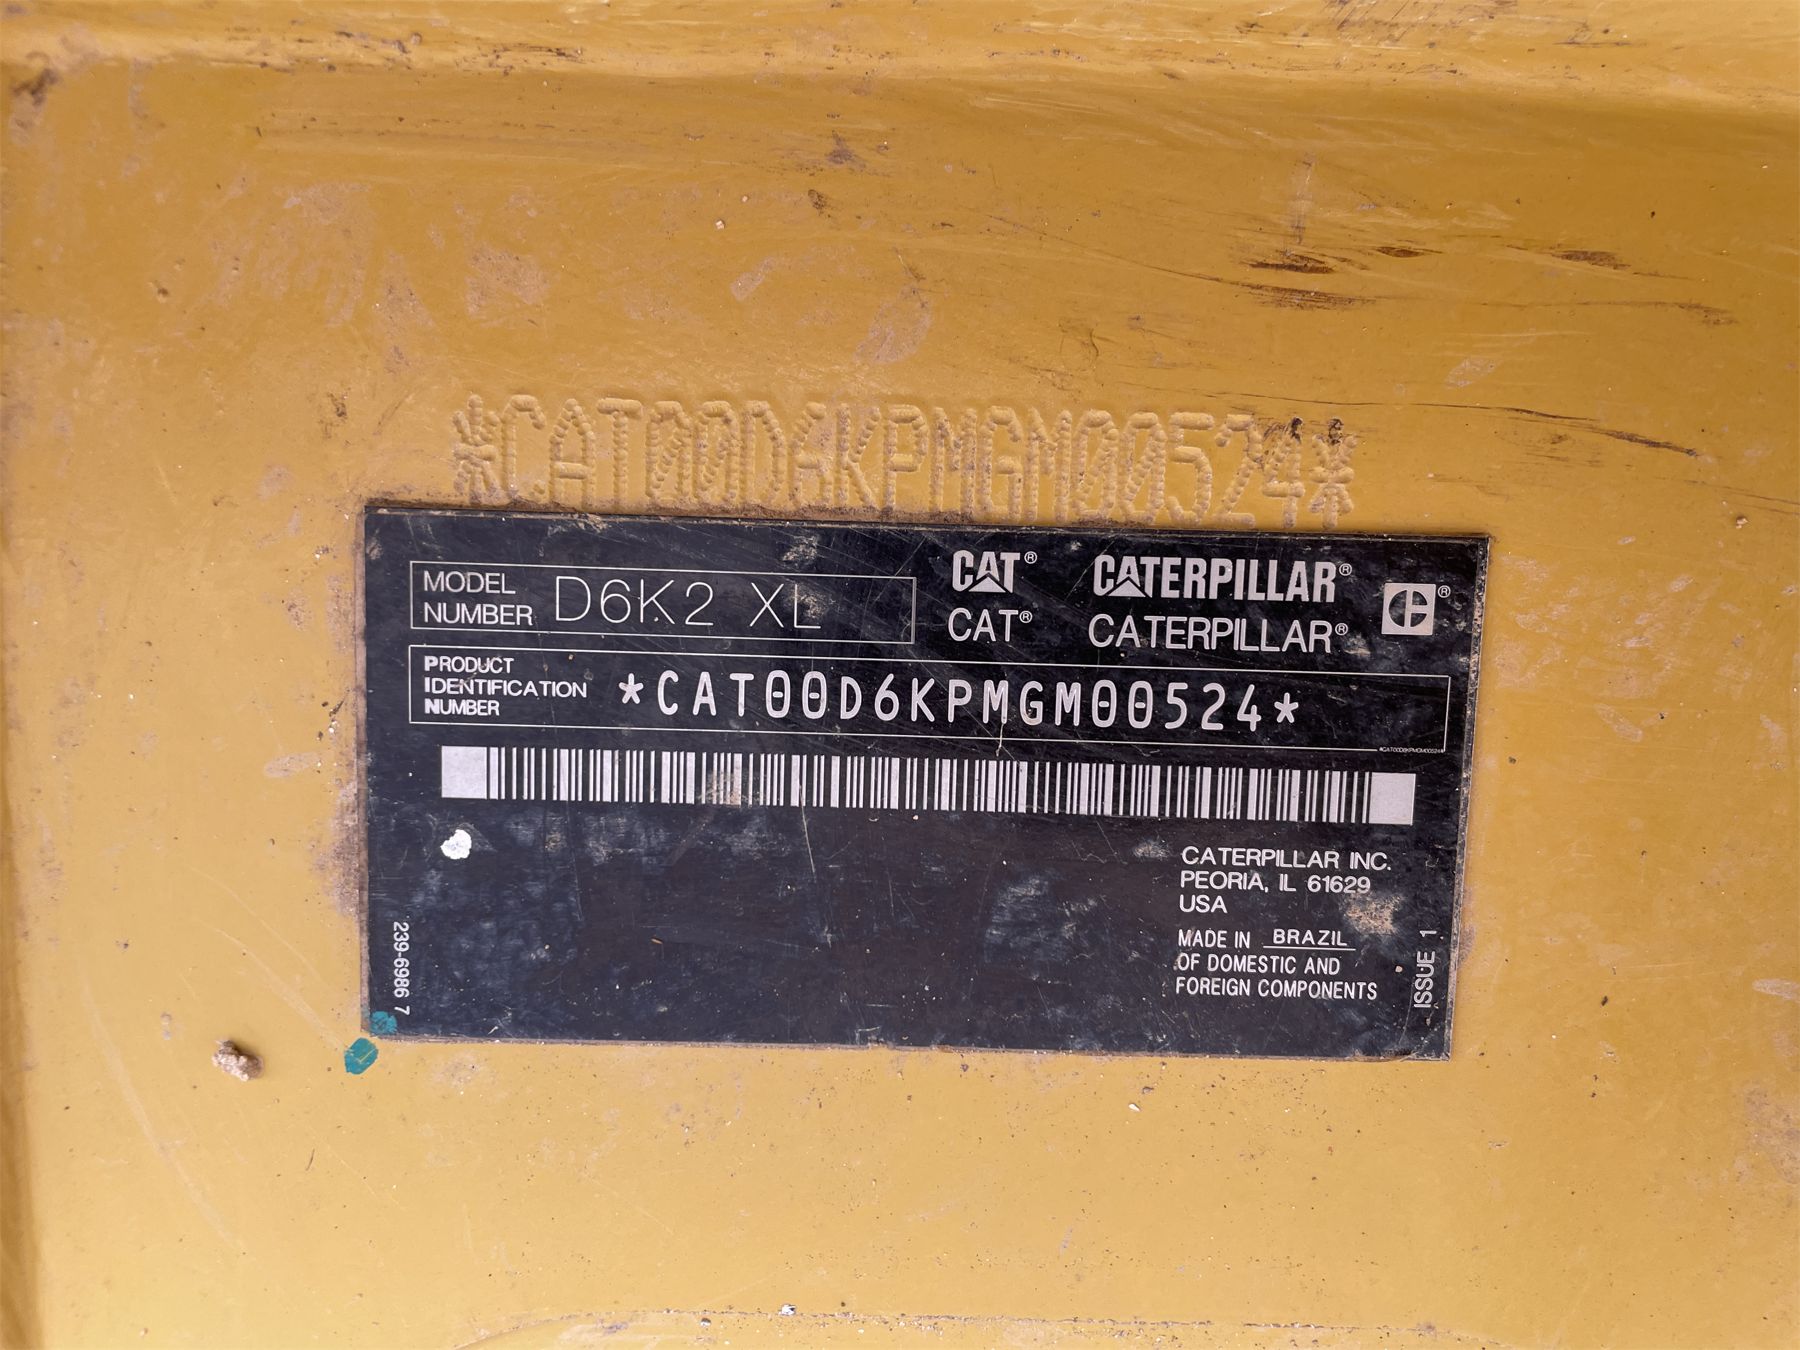 *CAT00D6KPMGM00524*
MODEL
NUMBER
D6K2 XL
CAT® CATERPILLAR® ®
CAT® CATERPILLAR®
PRODUCT
IDENTIFICATION
NUMBER
*CAT00D6KPMGM00524*
*CAT00D6KPMGM00524*
CATERPILLAR INC.
PEORIA, IL 61629
USA
MADE IN BRAZIL
OF DOMESTIC AND
FOREIGN COMPONENTS
239-6986 7
ISSUE 1